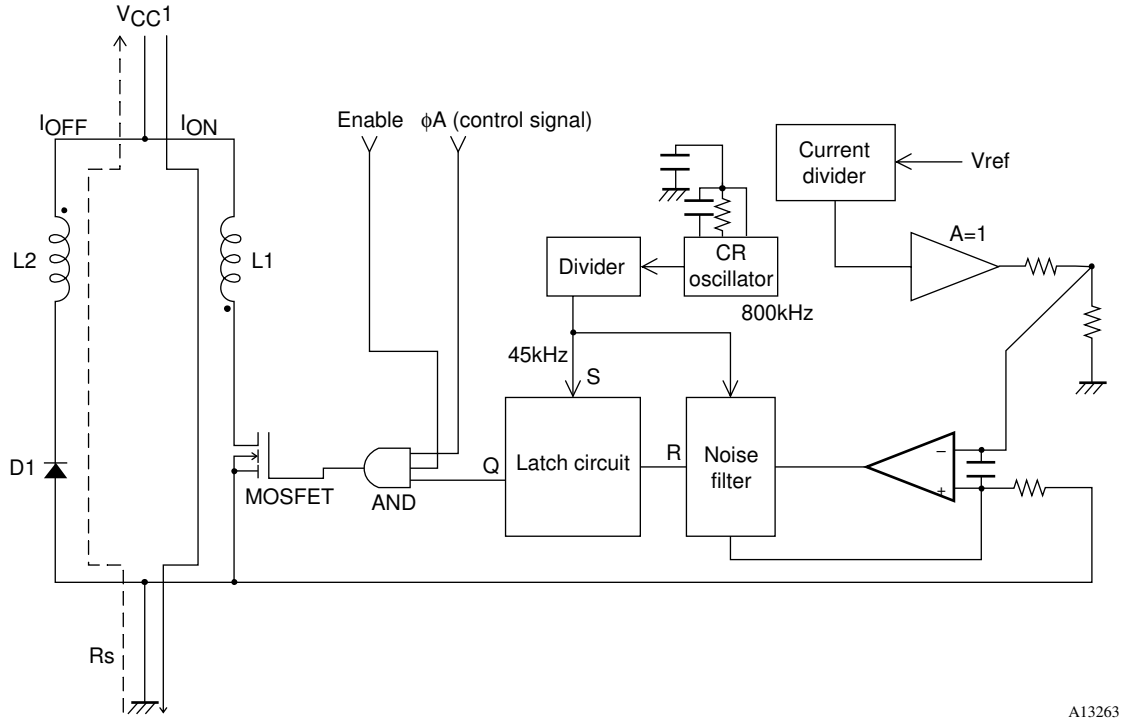 VCC1
IOFF
ION
Enable
ϕA (control signal)
Current
divider
Vref
A=1
L2
L1
Divider
CR
oscillator
800kHz
45kHz
S
D1
MOSFET
AND
Q
Latch circuit
R
Noise
filter
−
+
Rs
A13263